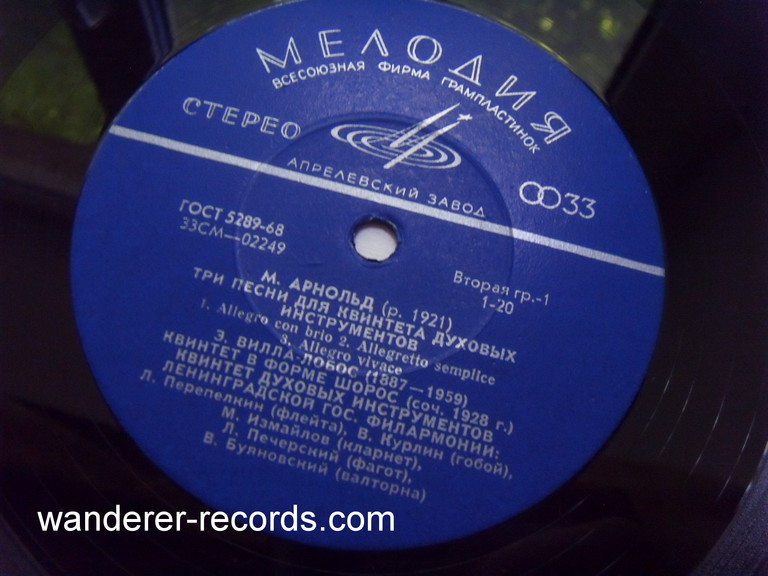 МЕЛОДИЯ
ВСЕСОЮЗНАЯ ФИРМА ГРАМПЛАСТИНОК
СТЕРЕО
АПРЕЛЕВСКИЙ ЗАВОД
33
ГОСТ 5289-68
33СМ—02249
Вторая гр.-1
1-20
М. АРНОЛЬД (р. 1921)
ТРИ ПЕСНИ ДЛЯ КВИНТЕТА ДУХОВЫХ
ИНСТРУМЕНТОВ
1. Allegro con brio 2. Allegretto semplice
3. Allegro vivace
Э. ВИЛЛА-ЛОБОС (1887—1959)
КВИНТЕТ В ФОРМЕ ШОРОС (соч. 1928 г.)
КВИНТЕТ ДУХОВЫХ ИНСТРУМЕНТОВ
ЛЕНИНГРАДСКОЙ ГОС. ФИЛАРМОНИИ:
Л. Перепелкин (флейта), В. Курлин (гобой),
М. Измайлов (кларнет),
Л. Печерский (фагот),
В. Буяновский (валторна)
wanderer-records.com